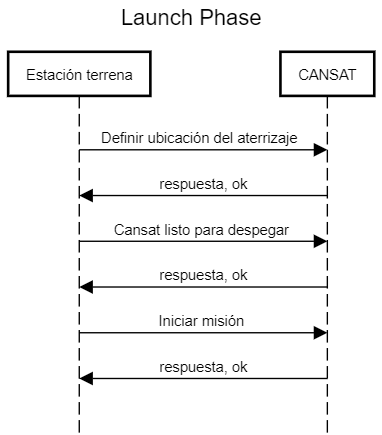 Launch Phase
Estación terrena
CANSAT
Definir ubicación del aterrizaje
respuesta, ok
Cansat listo para despegar
respuesta, ok
Iniciar misión
respuesta, ok